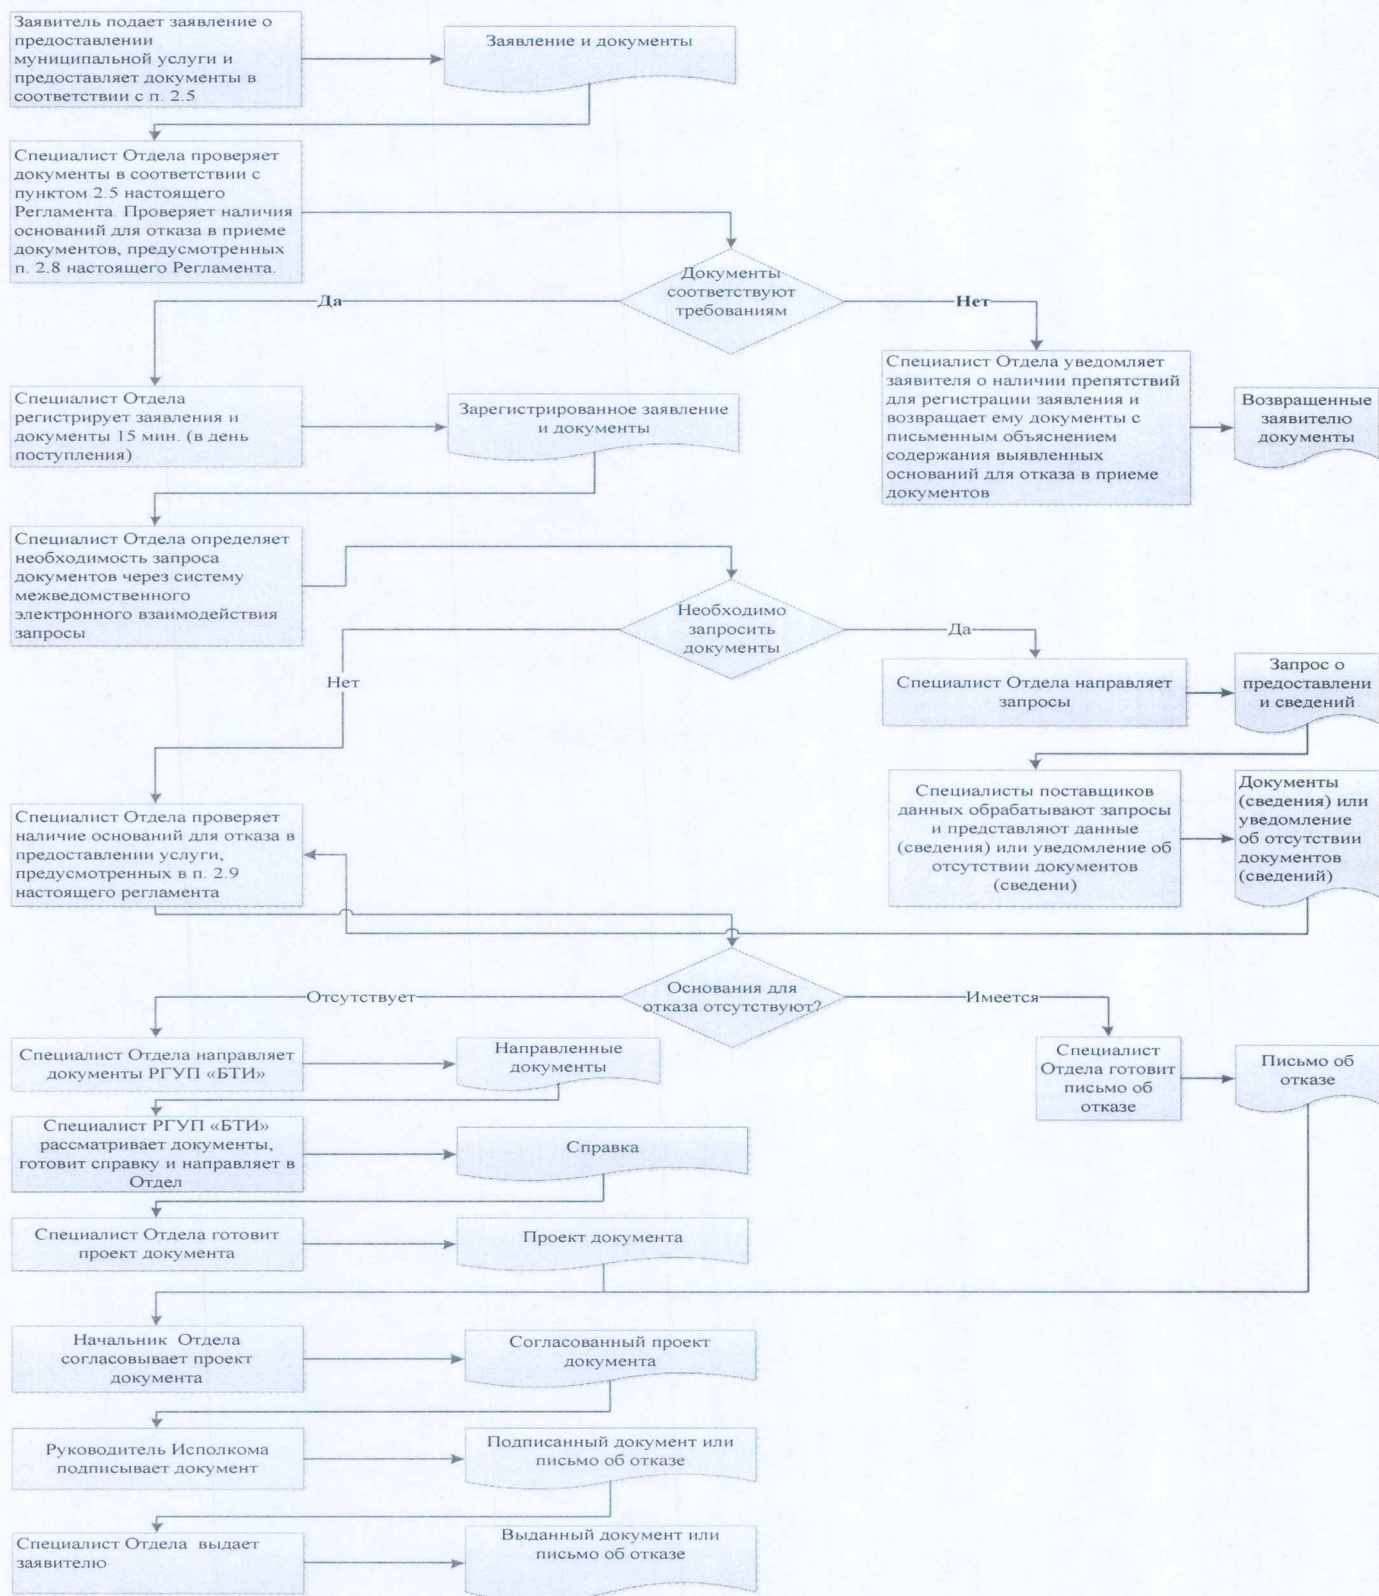 Заявитель подает заявление о
предоставлении
муниципальной услуги и
предоставляет документы в
соответствии с п. 2.5
Заявление и документы
Специалист Отдела проверяет
документы в соответствии с
пунктом 2.5 настоящего
Регламента. Проверяет наличия
оснований для отказа в приеме
документов, предусмотренных
п. 2.8 настоящего Регламента.
Документы
соответствуют
требованиям
Да
Нет
Специалист Отдела
регистрирует заявления и
документы 15 мин. (в день
поступления)
Зарегистрированное заявление
и документы
Специалист Отдела уведомляет
заявителя о наличии препятствий
для регистрации заявления и
возвращает ему документы с
письменным объяснением
содержания выявленных
оснований для отказа в приеме
документов
Возвращенные
заявителю
документы
Специалист Отдела определяет
необходимость запроса
документов через систему
межведомственного
электронного взаимодействия
запросы
Необходимо
запросить
документы
Да
Нет
Специалист Отдела направляет
запросы
Запрос о
предоставлени
и сведений
Специалисты поставщиков
данных обрабатывают запросы
и представляют данные
(сведения) или уведомление об
отсутствии документов
(сведени)
Документы
(сведения) или
уведомление
об отсутствии
документов
(сведений)
Специалист Отдела проверяет
наличие оснований для отказа в
предоставлении услуги,
предусмотренных в п. 2.9
настоящего регламента
Основания для
отказа отсутствуют?
Отсутствует
Имеется
Специалист Отдела направляет
документы РГУП «БТИ»
Направленные
документы
Специалист
Отдела готовит
письмо об
отказе
Письмо об
отказе
Специалист РГУП «БТИ»
рассматривает документы,
готовит справку и направляет в
Отдел
Справка
Специалист Отдела готовит
проект документа
Проект документа
Начальник Отдела
согласовывает проект
документа
Согласованный проект
документа
Руководитель Исполкома
подписывает документ
Подписанный документ или
письмо об отказе
Специалист Отдела выдает
заявителю
Выданный документ или
письмо об отказе